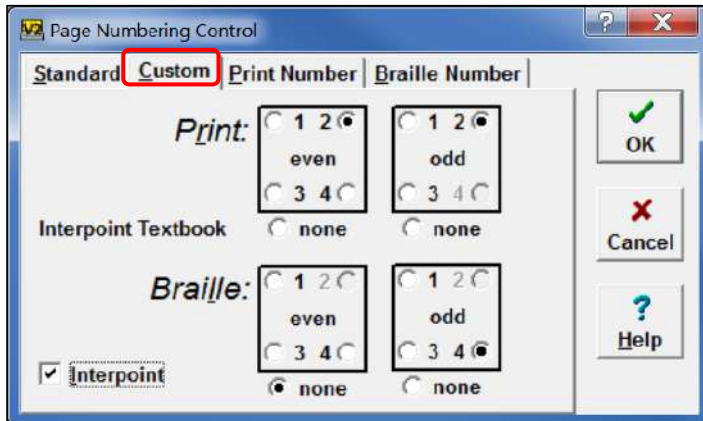 V2 Page Numbering Control ? X
Standard Custom Print Number Braille Number
Print: 1 2 1 2
even odd
3 4 3 4
Interpoint Textbook none none
Braille: 1 2 1 2
even odd
3 4 3 4
Interpoint none none
OK
Cancel
?
Help